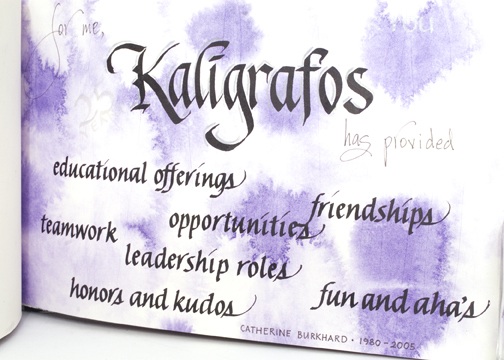 for me,
you
Kaligrafos
has provided
educational offerings
friendships
opportunities
teamwork
leadership roles
honors and kudos
fun and aha's
CATHERINE BURKHARD • 1980-2005